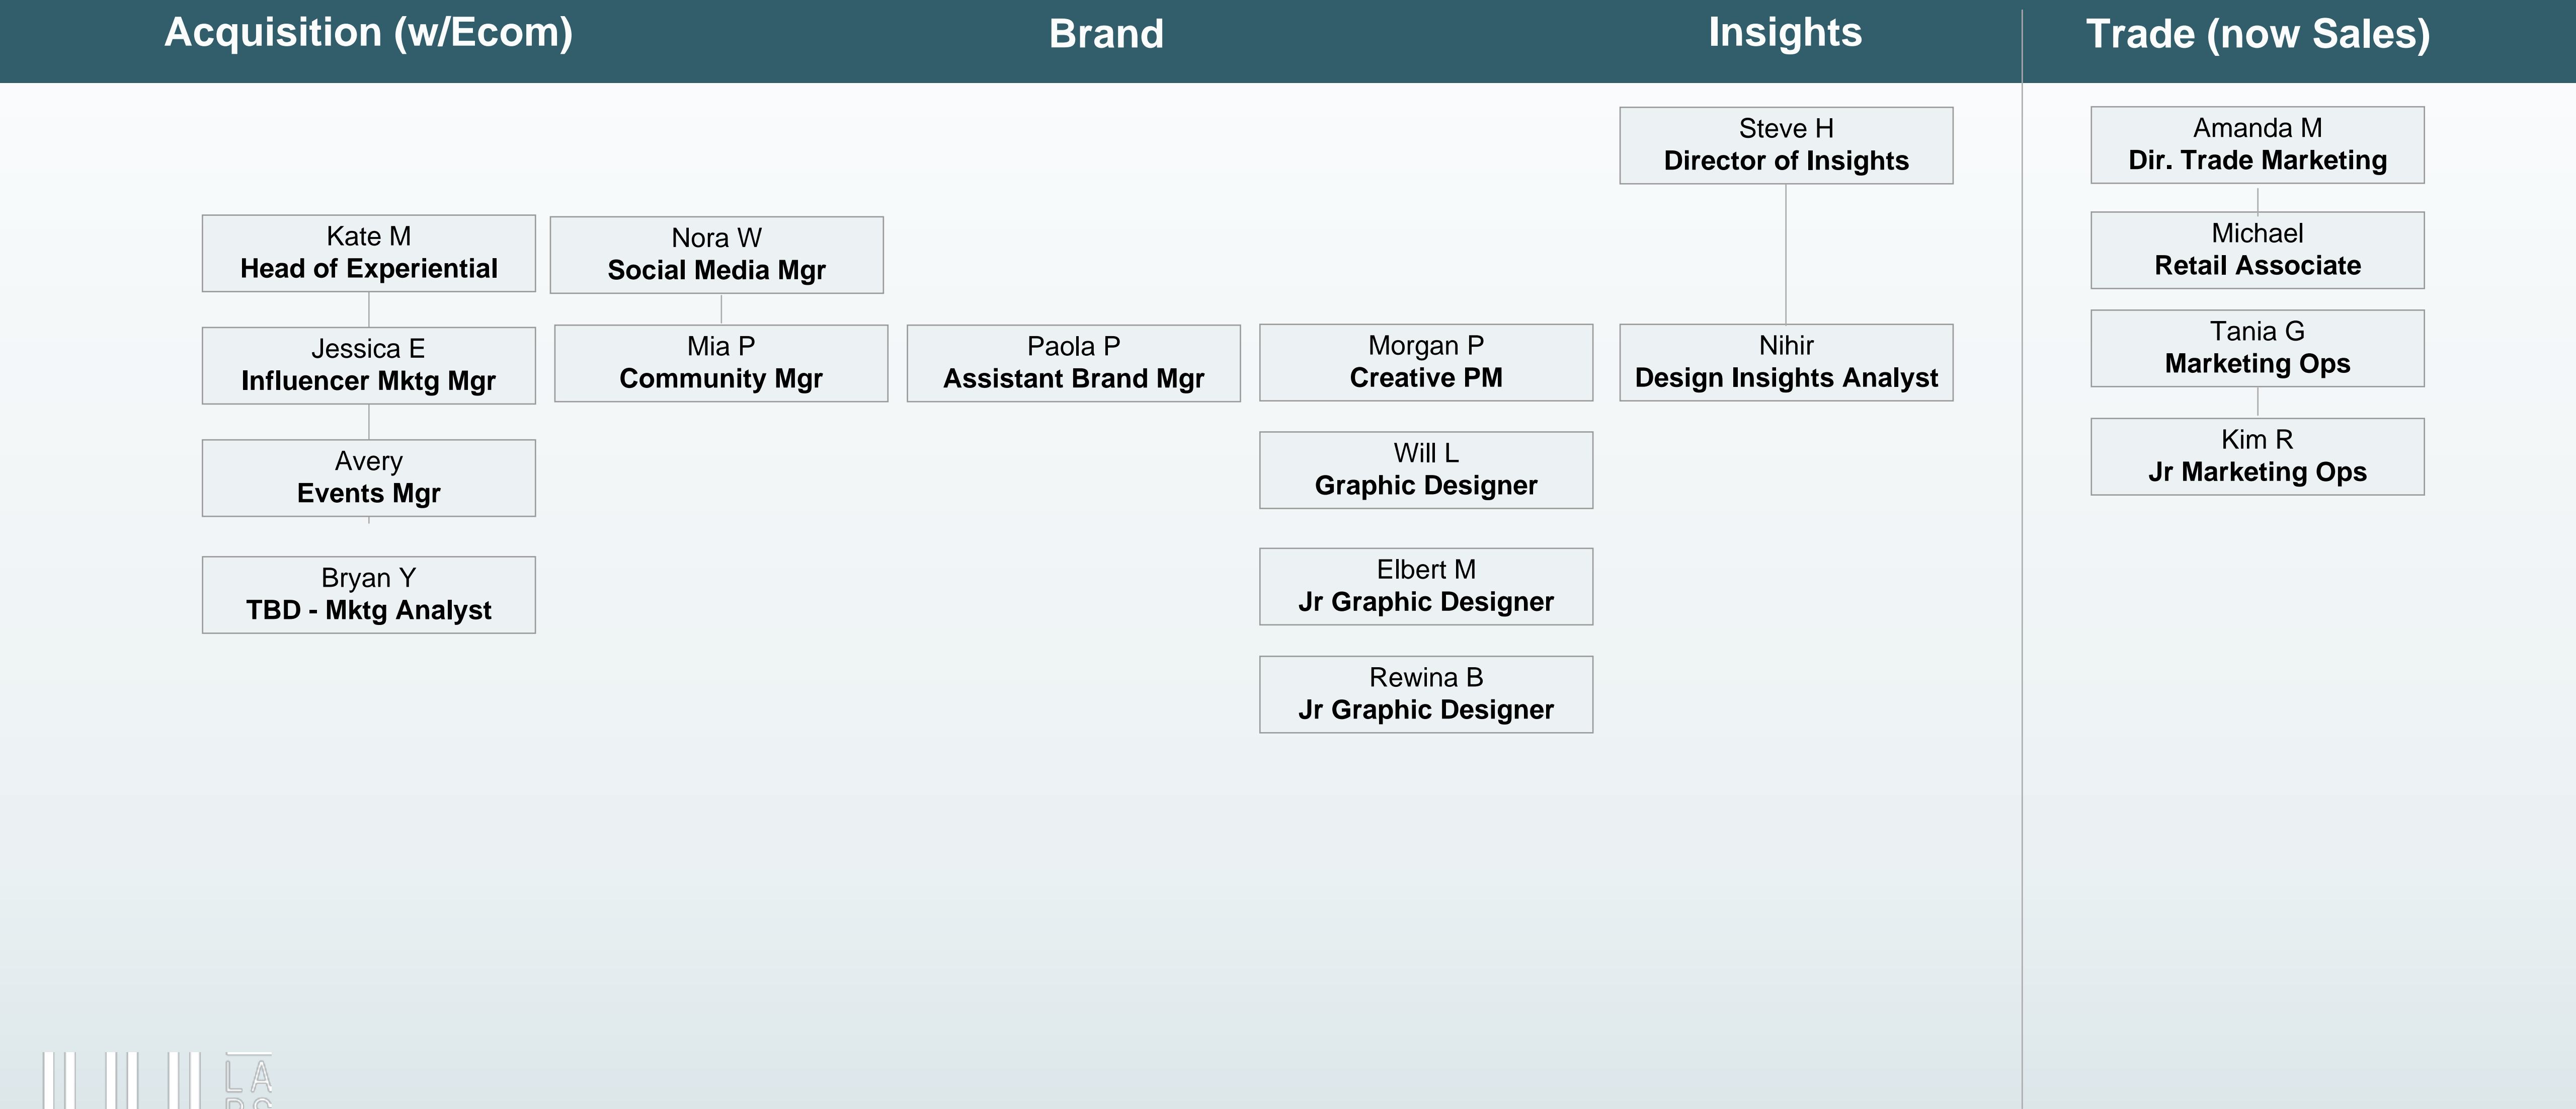 Acquisition (w/Ecom)
Brand
Insights
Trade (now Sales)
Steve H
Director of Insights
Amanda M
Dir. Trade Marketing
Kate M
Head of Experiential
Nora W
Social Media Mgr
Michael
Retail Associate
Jessica E
Influencer Mktg Mgr
Mia P
Community Mgr
Paola P
Assistant Brand Mgr
Morgan P
Creative PM
Nihir
Design Insights Analyst
Tania G
Marketing Ops
Avery
Events Mgr
Will L
Graphic Designer
Kim R
Jr Marketing Ops
Bryan Y
TBD - Mktg Analyst
Elbert M
Jr Graphic Designer
Rewina B
Jr Graphic Designer
LA